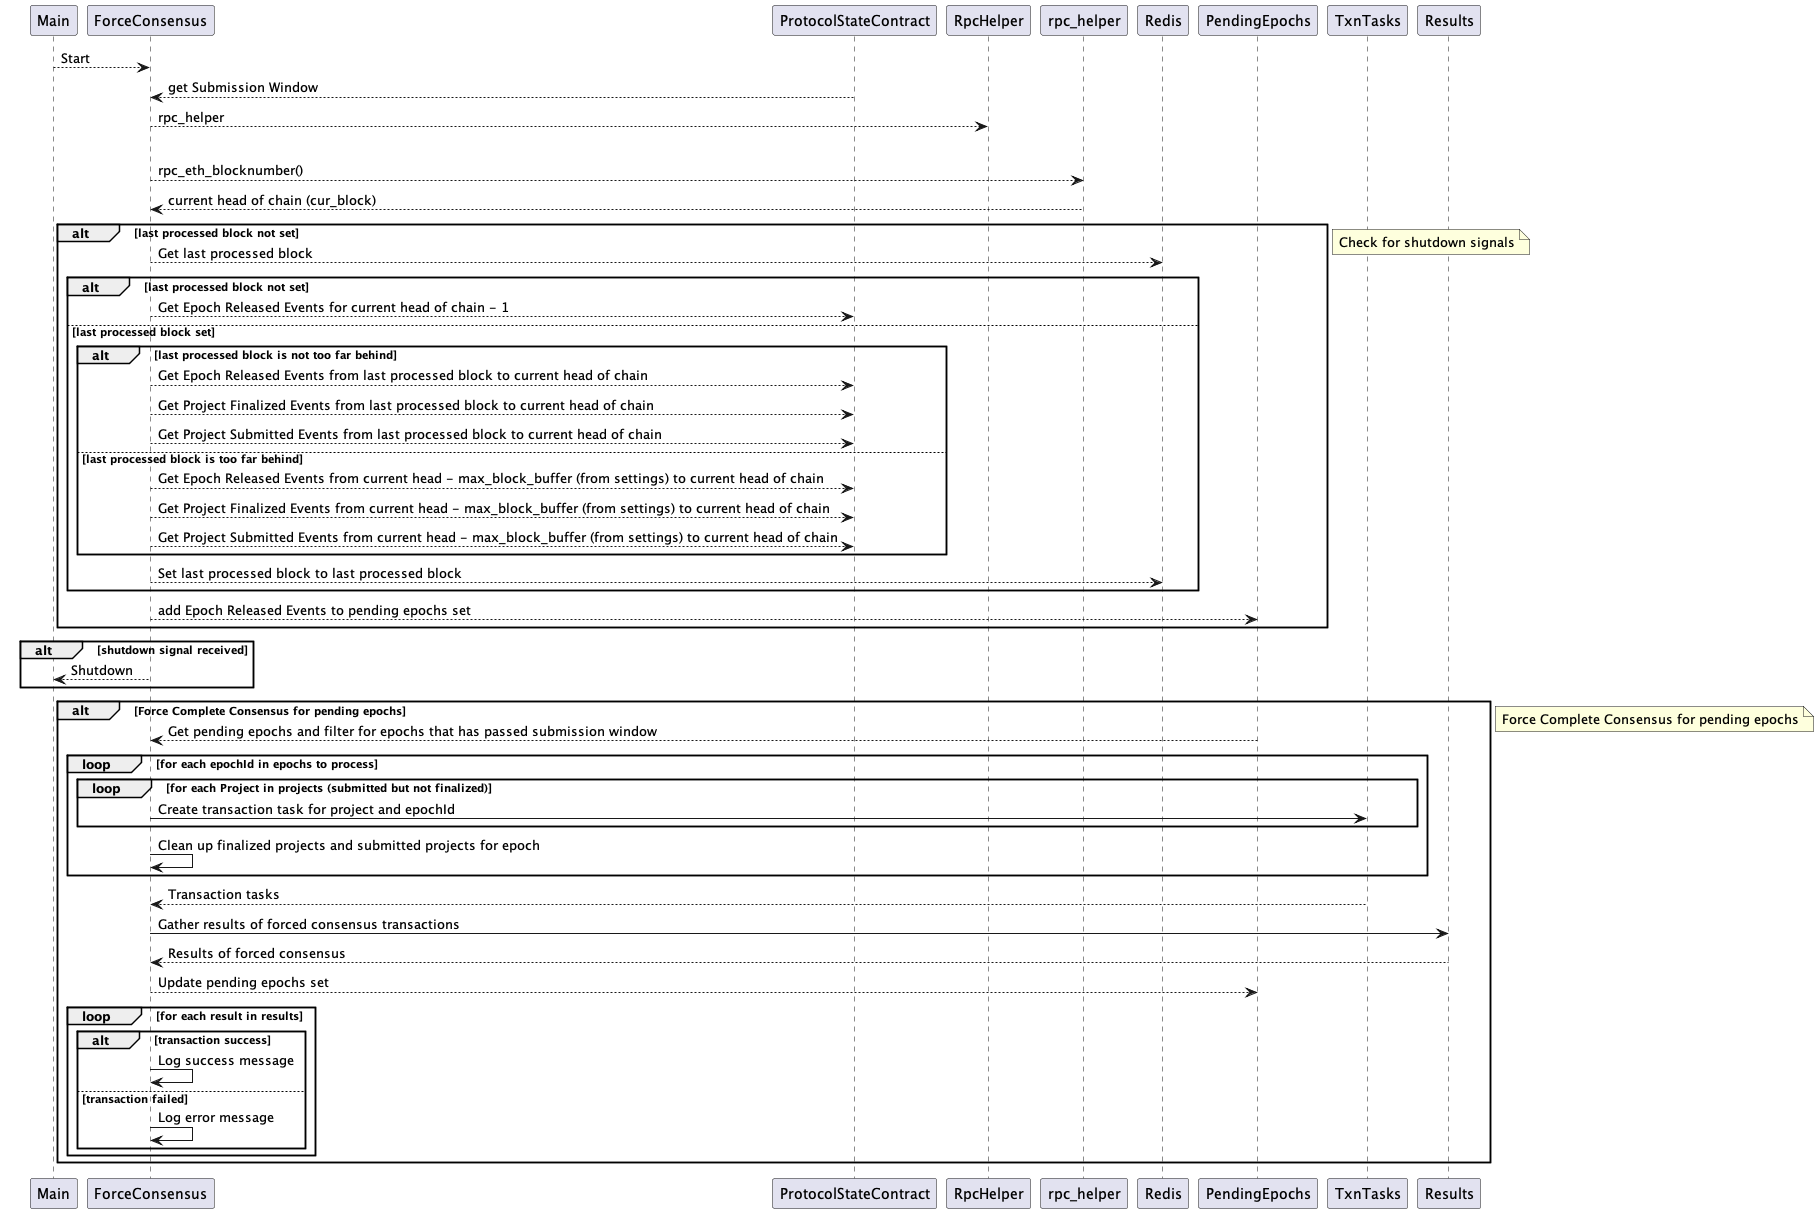 Main ForceConsensus ProtocolStateContract RpcHelper rpc_helper Redis PendingEpochs TxnTasks Results
Start
get Submission Window
rpc_helper
rpc_eth_blocknumber()
current head of chain (cur_block)
alt [last processed block not set]
Check for shutdown signals
Get last processed block
alt [last processed block not set]
Get Epoch Released Events for current head of chain - 1
[last processed block set]
alt [last processed block is not too far behind]
Get Epoch Released Events from last processed block to current head of chain
Get Project Finalized Events from last processed block to current head of chain
Get Project Submitted Events from last processed block to current head of chain
[last processed block is too far behind]
Get Epoch Released Events from current head - max_block_buffer (from settings) to current head of chain
Get Project Finalized Events from current head - max_block_buffer (from settings) to current head of chain
Get Project Submitted Events from current head - max_block_buffer (from settings) to current head of chain
Set last processed block to last processed block
add Epoch Released Events to pending epochs set
alt [shutdown signal received]
Shutdown
alt [Force Complete Consensus for pending epochs]
Force Complete Consensus for pending epochs
Get pending epochs and filter for epochs that has passed submission window
loop [for each epochId in epochs to process]
loop [for each Project in projects (submitted but not finalized)]
Create transaction task for project and epochId
Clean up finalized projects and submitted projects for epoch
Transaction tasks
Gather results of forced consensus transactions
Results of forced consensus
Update pending epochs set
loop [for each result in results]
alt [transaction success]
Log success message
[transaction failed]
Log error message
Main ForceConsensus ProtocolStateContract RpcHelper rpc_helper Redis PendingEpochs TxnTasks Results